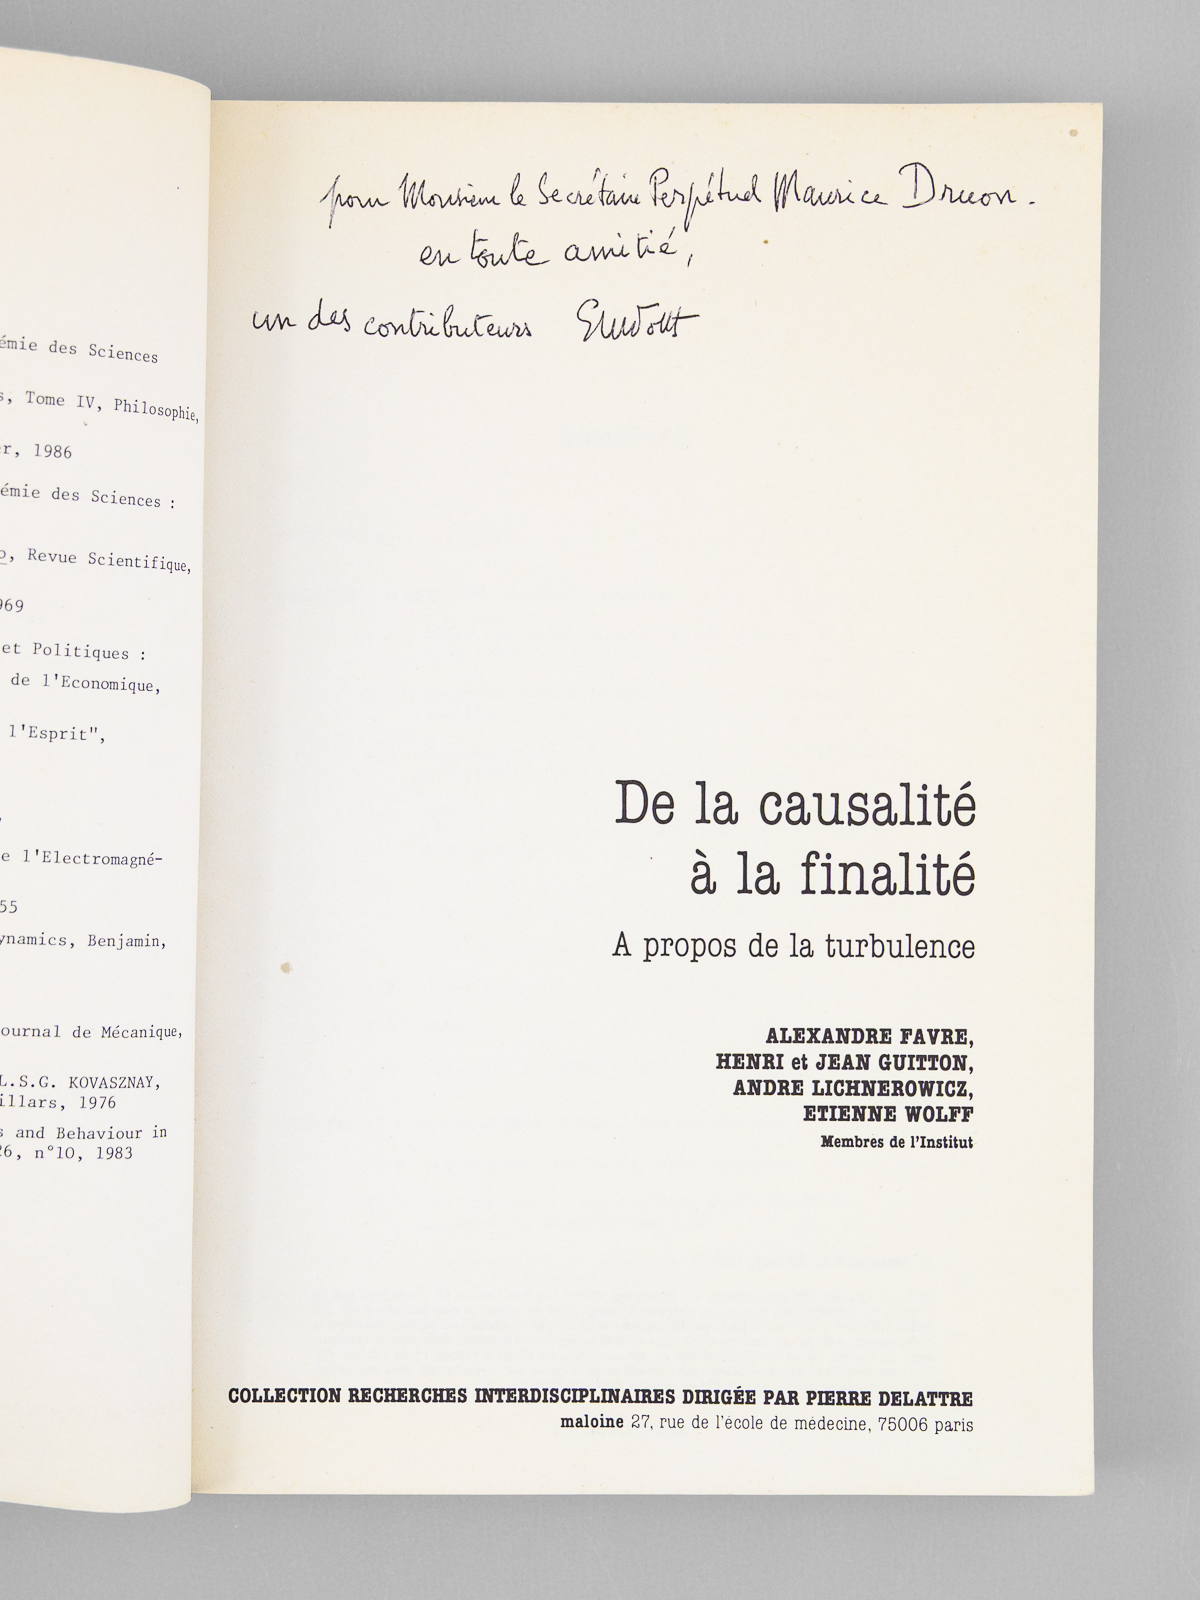 émie des Sciences
s, Tome IV, Philosophie,
er, 1986
émie des Sciences :
o, Revue Scientifique,
969
et Politiques :
de l'Economique,
l'Esprit",
e l'Electromagné-
55
ynamics, Benjamin,
ournal de Mécanique,
L.S.G. KOVASZNAY,
illars, 1976
s and Behaviour in
26, n°10, 1983
pour Monsieur le Secrétaire Perpétuel Maurice Druon.
en toute amitié,
un des contributeurs
De la causalité
à la finalité
A propos de la turbulence
ALEXANDRE FAVRE,
HENRI et JEAN GUITTON,
ANDRE LICHNEROWICZ,
ETIENNE WOLFF
Membres de l'Institut
COLLECTION RECHERCHES INTERDISCIPLINAIRES DIRIGÉE PAR PIERRE DELATTRE
maloine 27, rue de l'école de médecine, 75006 paris